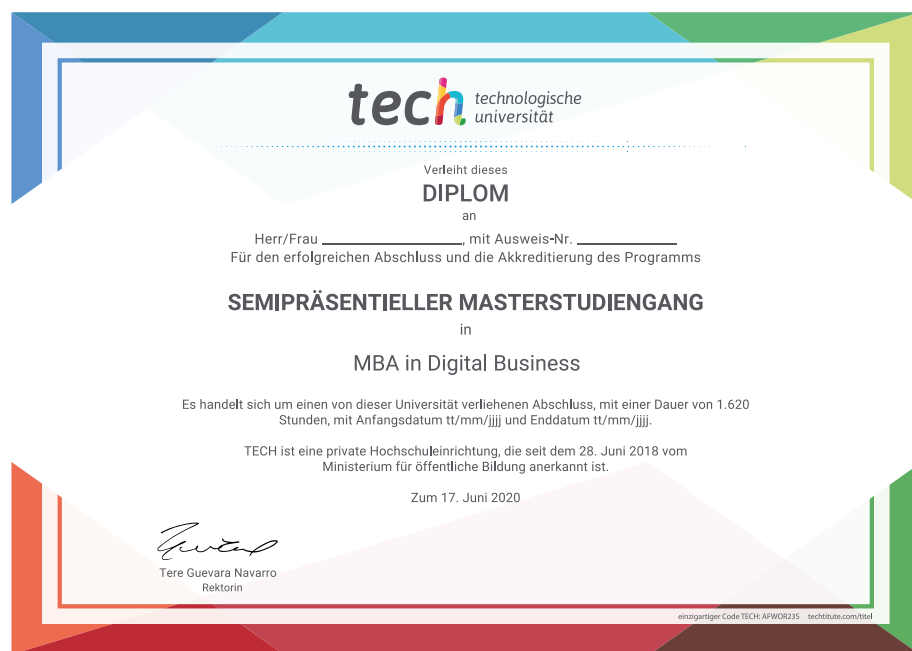 tech technologische
universität
Verleiht dieses
DIPLOM
an
Herr/Frau ______________, mit Ausweis-Nr. ______________
Für den erfolgreichen Abschluss und die Akkreditierung des Programms
SEMIPRÄSENTIELLER MASTERSTUDIENGANG
in
MBA in Digital Business
Es handelt sich um einen von dieser Universität verliehenen Abschluss, mit einer Dauer von 1.620
Stunden, mit Anfangsdatum tt/mm/jjjj und Enddatum tt/mm/jjjj.
TECH ist eine private Hochschuleinrichtung, die seit dem 28. Juni 2018 vom
Ministerium für öffentliche Bildung anerkannt ist.
Zum 17. Juni 2020
Tere Guevara Navarro
Rektorin
einzigartiger Code TECH: AFWOR23S techtitute.com/titel